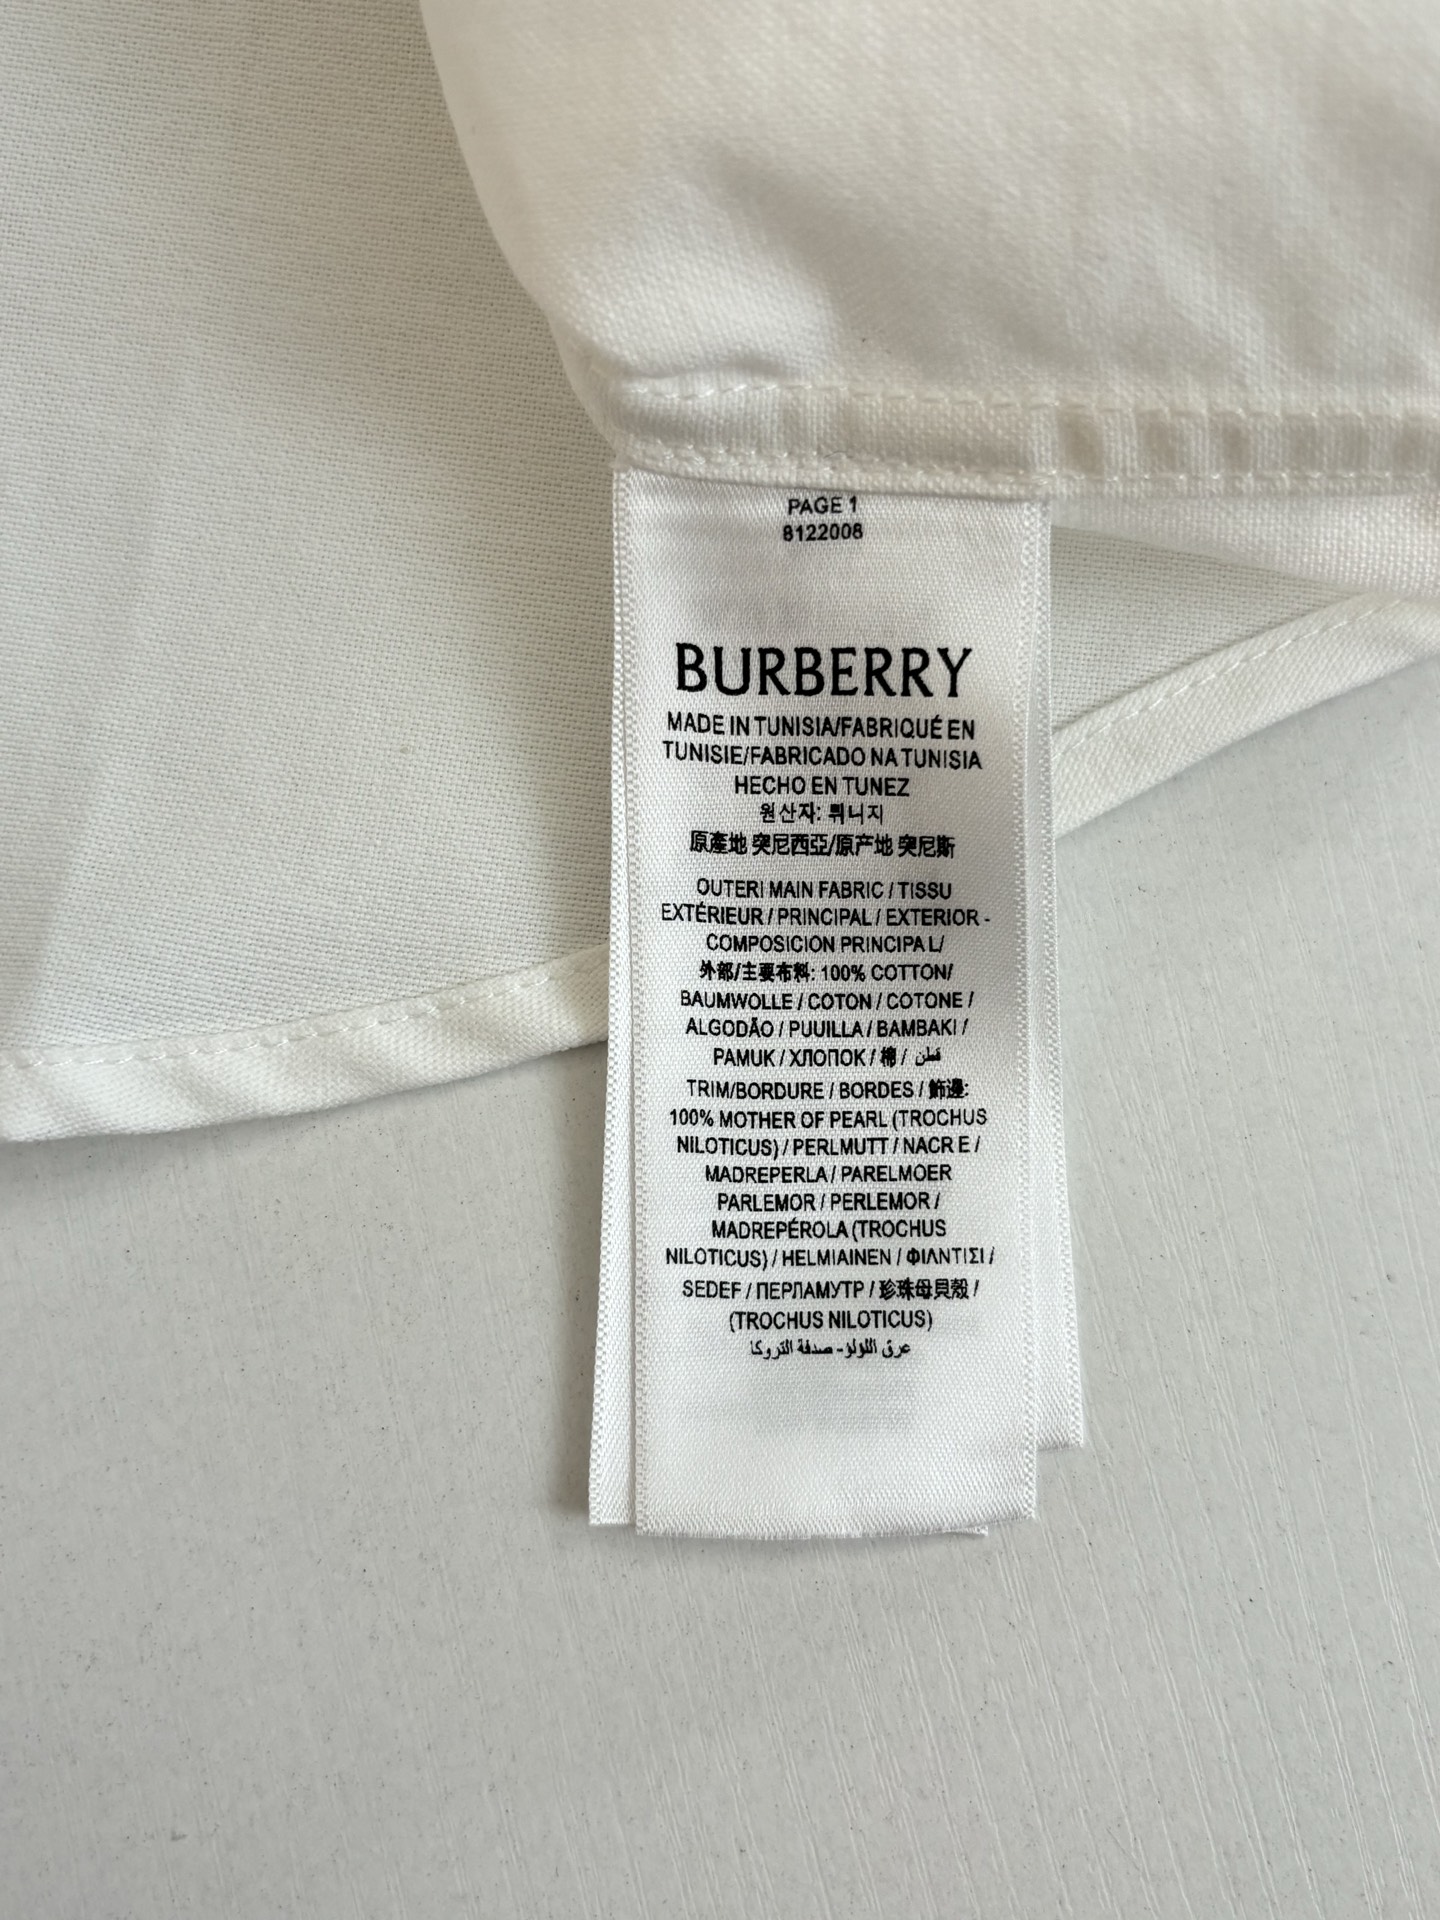 PAGE 1
8122008
BURBERRY
MADE IN TUNISIA/FABRIQUÉ EN
TUNISIE/FABRICADO NA TUNISIA
HECHO EN TUNEZ
원산자: 튀니지
原產地 突尼西亞/原产地 突尼斯
OUTER\ MAIN FABRIC / TISSU
EXTÉRIEUR / PRINCIPAL / EXTERIOR -
COMPOSICION PRINCIPAL/
外部/主要布料: 100% COTTON/
BAUMWOLLE / COTON / COTONE /
ALGODÃO / PUUILLA / BAMBAKI /
PAMUK / ХЛОПОК / 棉 / قطن
TRIM/BORDURE / BORDES / 飾邊:
100% MOTHER OF PEARL (TROCHUS
NILOTICUS) / PERLMUTT / NACRE /
MADREPERLA / PARELMOER
PARLEMOR / PERLEMOR /
MADREPÉROLA (TROCHUS
NILOTICUS) / HELMIAINEN / ΦΙΛΝΤΙΣΙ /
SEDEF / ПЕРЛАМУТР / 珍珠母貝殼 /
(TROCHUS NILOTICUS)
عرق اللؤلؤ- صدفة التروكا